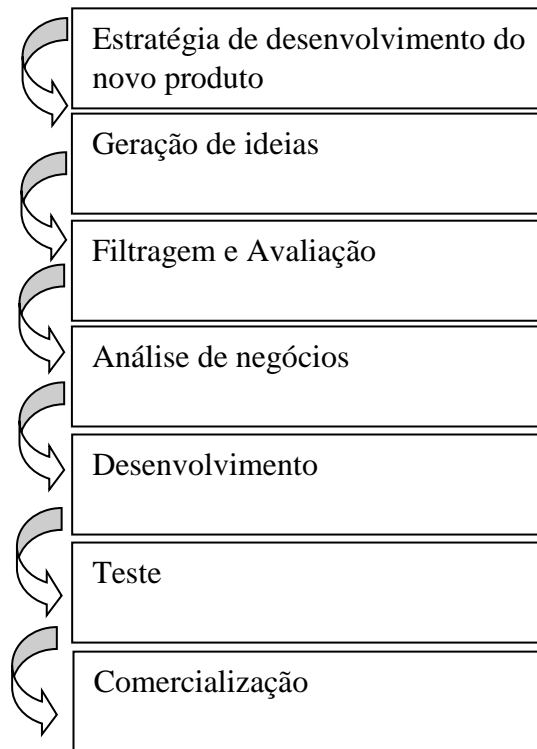 Estratégia de desenvolvimento do
novo produto
Geração de ideias
Filtragem e Avaliação
Análise de negócios
Desenvolvimento
Teste
Comercialização